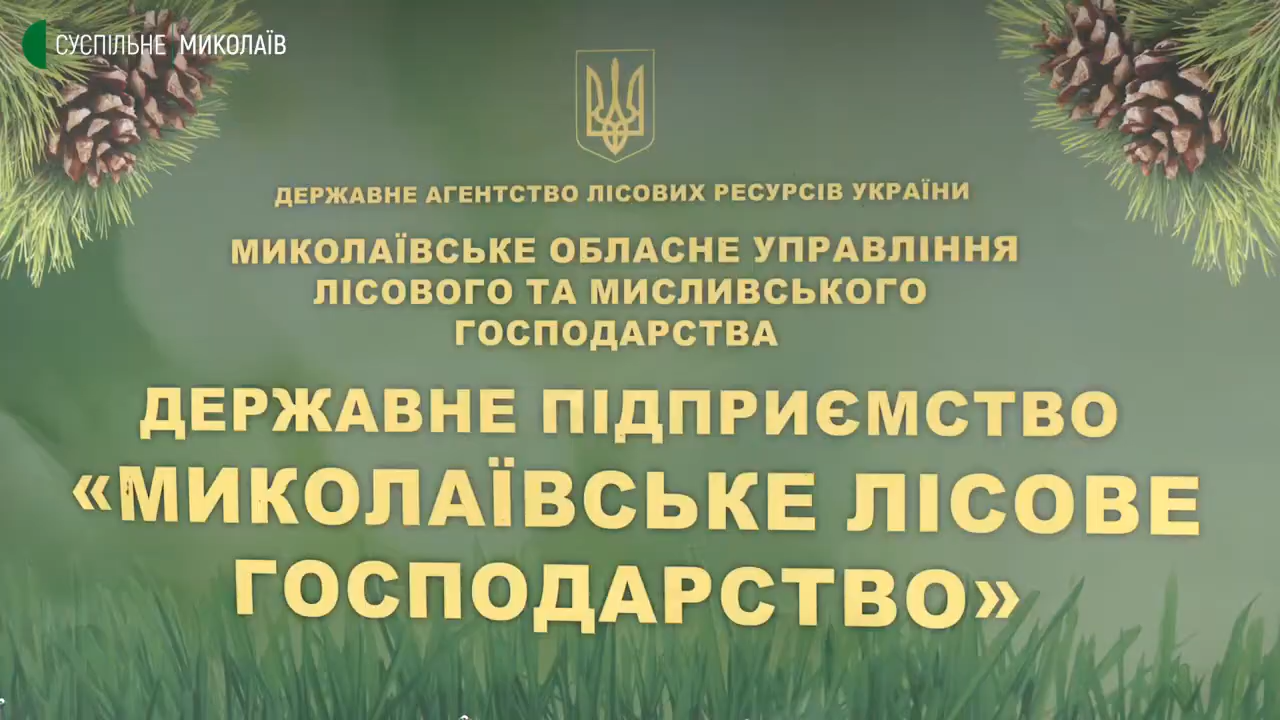 СУСПІЛЬНЕ МИКОЛАЇВ
ДЕРЖАВНЕ АГЕНТСТВО ЛІСОВИХ РЕСУРСІВ УКРАЇНИ
МИКОЛАЇВСЬКЕ ОБЛАСНЕ УПРАВЛІННЯ
ЛІСОВОГО ТА МИСЛИВСЬКОГО
ГОСПОДАРСТВА
ДЕРЖАВНЕ ПІДПРИЄМСТВО
«МИКОЛАЇВСЬКЕ ЛІСОВЕ
ГОСПОДАРСТВО»